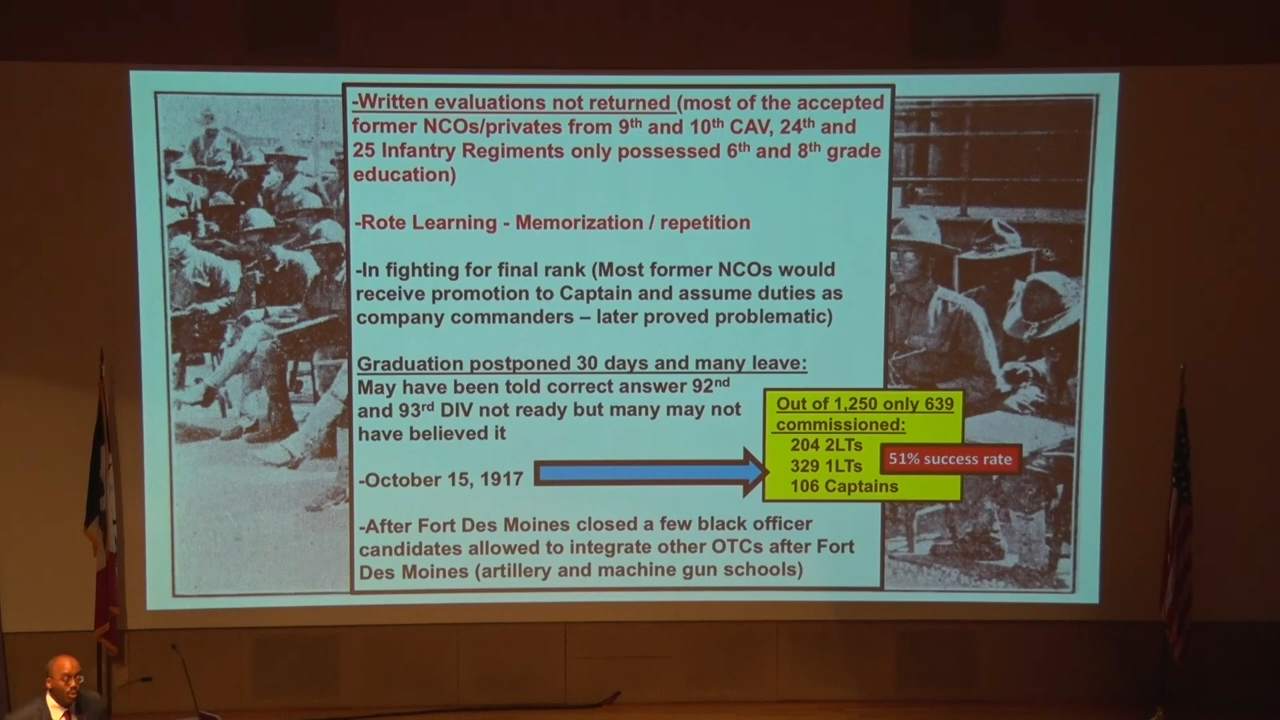 -Written evaluations not returned (most of the accepted
former NCOs/privates from 9th and 10th CAV, 24th and
25 Infantry Regiments only possessed 6th and 8th grade
education)
-Rote Learning - Memorization / repetition
-In fighting for final rank (Most former NCOs would
receive promotion to Captain and assume duties as
company commanders – later proved problematic)
Graduation postponed 30 days and many leave:
May have been told correct answer 92nd
and 93rd DIV not ready but many may not
have believed it
-October 15, 1917
Out of 1,250 only 639
commissioned:
204 2LTs
329 1LTs
106 Captains
51% success rate
-After Fort Des Moines closed a few black officer
candidates allowed to integrate other OTCs after Fort
Des Moines (artillery and machine gun schools)